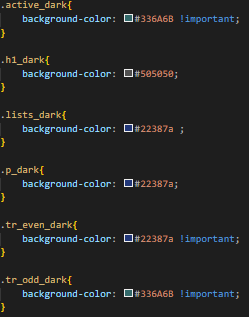 .active_dark{
background-color: #336A6B !important;
}
.h1_dark{
background-color: #505050;
}
.lists_dark{
background-color: #22387a ;
}
.p_dark{
background-color: #22387a;
}
.tr_even_dark{
background-color: #22387a !important;
}
.tr_odd_dark{
background-color: #336A6B !important;
}